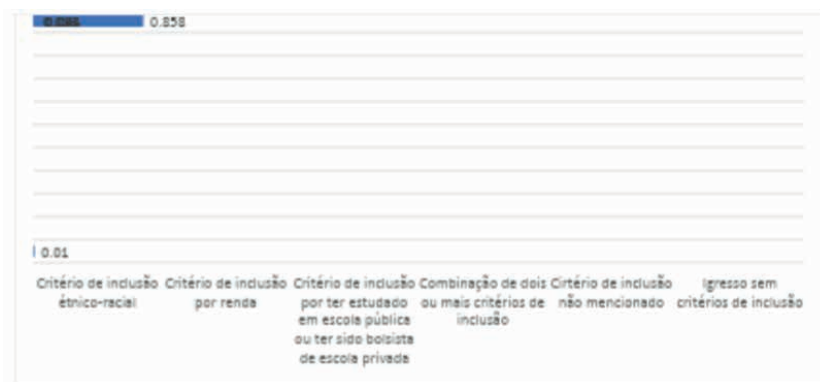 0.858
0.01
Critério de inclusão étnico-racial
Critério de inclusão por renda
Critério de inclusão por ter estudado em escola pública ou ter sido bolsista de escola privada
Combinação de dois ou mais critérios de inclusão
Cirtério de inclusão não mencionado
Igresso sem critérios de inclusão